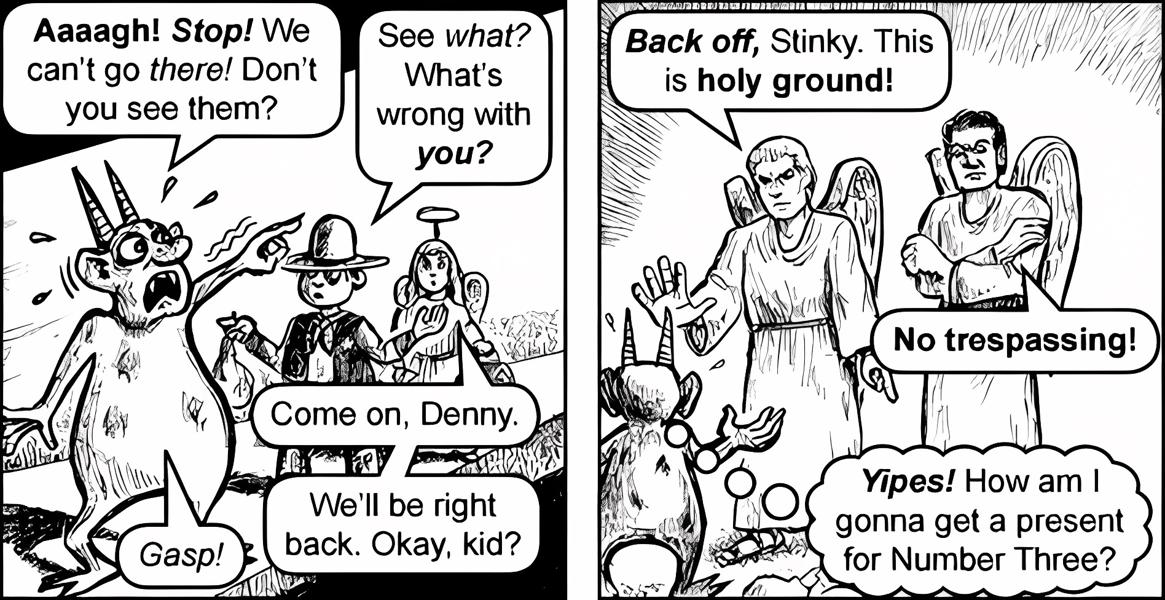 Aaaagh! Stop! We
can't go there! Don't
you see them?
See what?
What's
wrong with
you?
Come on, Denny.
We'll be right
back. Okay, kid?
Gasp!
Back off, Stinky. This
is holy ground!
No trespassing!
Yipes! How am I
gonna get a present
for Number Three?